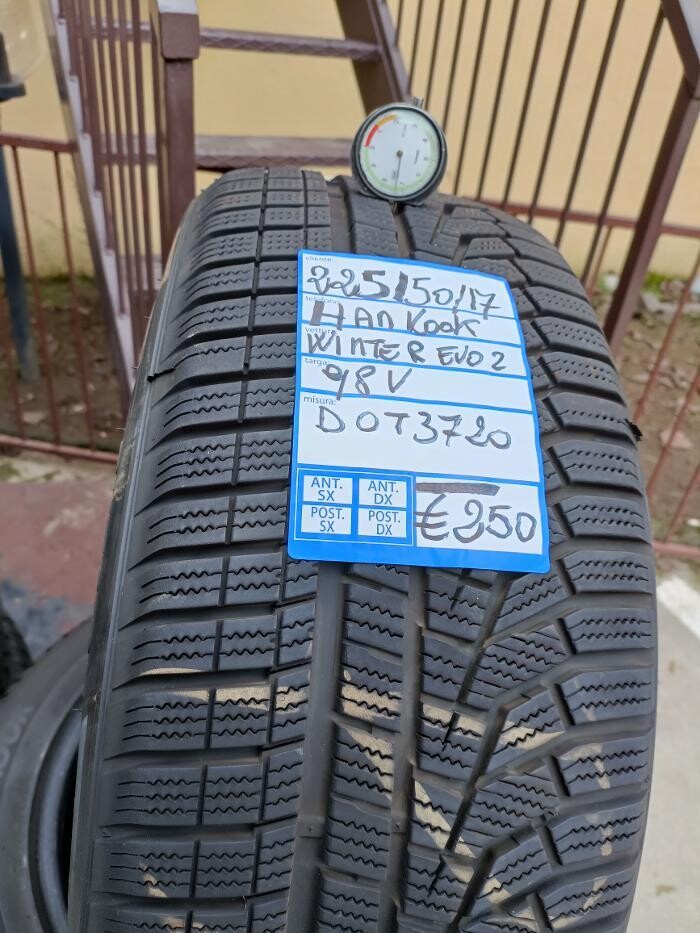 cliente:
225/50/17
telefono:
HANKOOK
vettura:
WINTER EVO 2
targa:
98V
misura:
DOT3720
ANT. SX ANT. DX
POST. SX POST. DX
€250